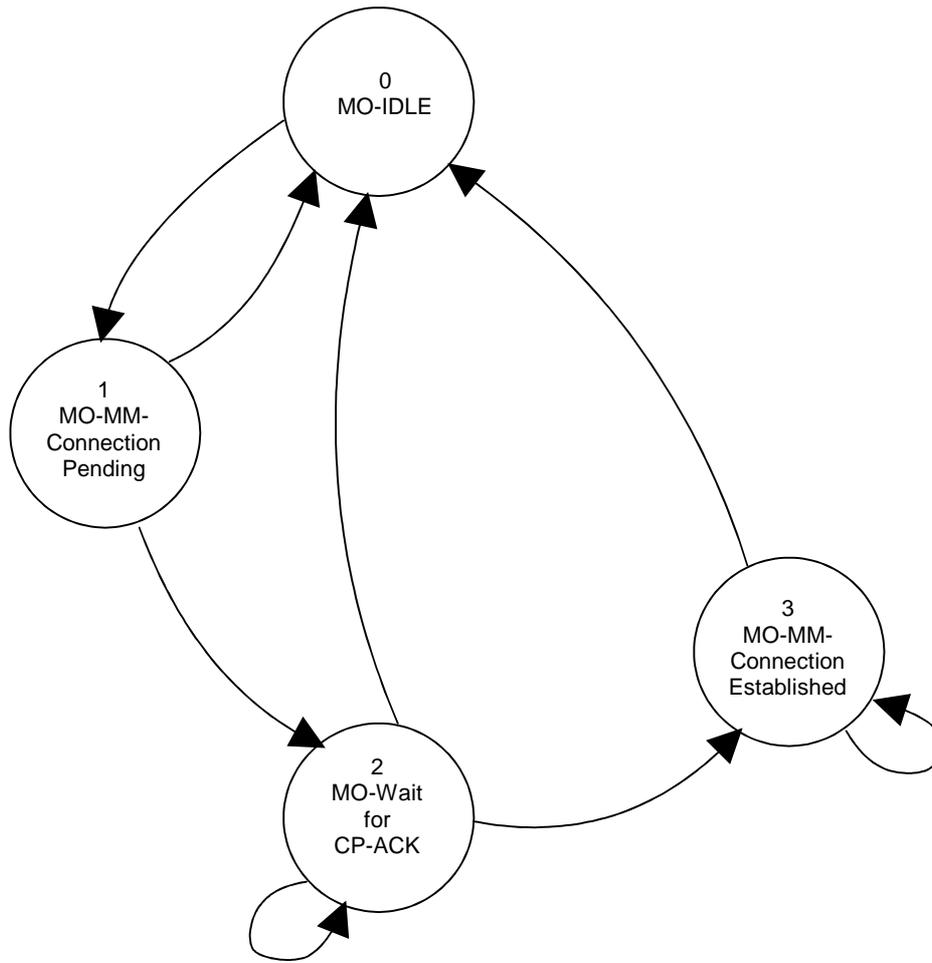 0
MO-IDLE
1
MO-MM-
Connection
Pending
3
MO-MM-
Connection
Established
2
MO-Wait
for
CP-ACK